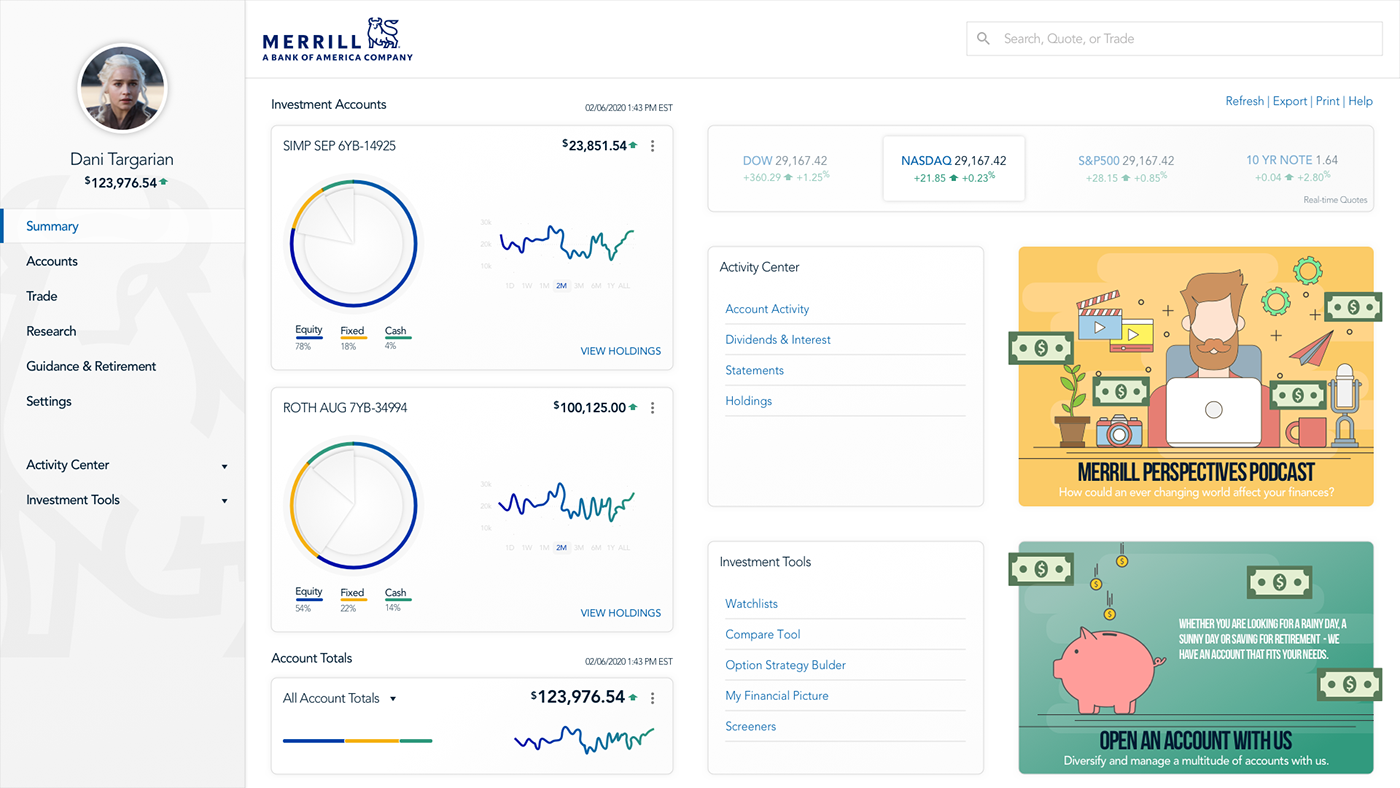 Dani Targarian
$123,976.54
Summary
Accounts
Trade
Research
Guidance & Retirement
Settings
Activity Center
Investment Tools
MERRILL
A BANK OF AMERICA COMPANY
Search, Quote, or Trade
Investment Accounts
02/06/2020 1:43 PM EST
SIMP SEP 6YB-14925
$23,851.54
30k
20k
10k
1D 1W 1M 2M 3M 6M 1Y ALL
Equity Fixed Cash
78% 18% 4%
VIEW HOLDINGS
ROTH AUG 7YB-34994
$100,125.00
30k
20k
10k
1D 1W 1M 2M 3M 6M 1Y ALL
Equity Fixed Cash
54% 22% 14%
VIEW HOLDINGS
Account Totals
02/06/2020 1:43 PM EST
All Account Totals
$123,976.54
Refresh | Export | Print | Help
DOW 29,167.42
+360.29 +1.25%
NASDAQ 29,167.42
+21.85 +0.23%
S&P500 29,167.42
+28.15 +0.85%
10 YR NOTE 1.64
+0.04 +2.80%
Real-time Quotes
Activity Center
Account Activity
Dividends & Interest
Statements
Holdings
Investment Tools
Watchlists
Compare Tool
Option Strategy Bulder
My Financial Picture
Screeners
MERRILL PERSPECTIVES PODCAST
How could an ever changing world affect your finances?
WHETHER YOU ARE LOOKING FOR A RAINY DAY, A
SUNNY DAY OR SAVING FOR RETIREMENT - WE
HAVE AN ACCOUNT THAT FITS YOUR NEEDS.
OPEN AN ACCOUNT WITH US
Diversify and manage a multitude of accounts with us.